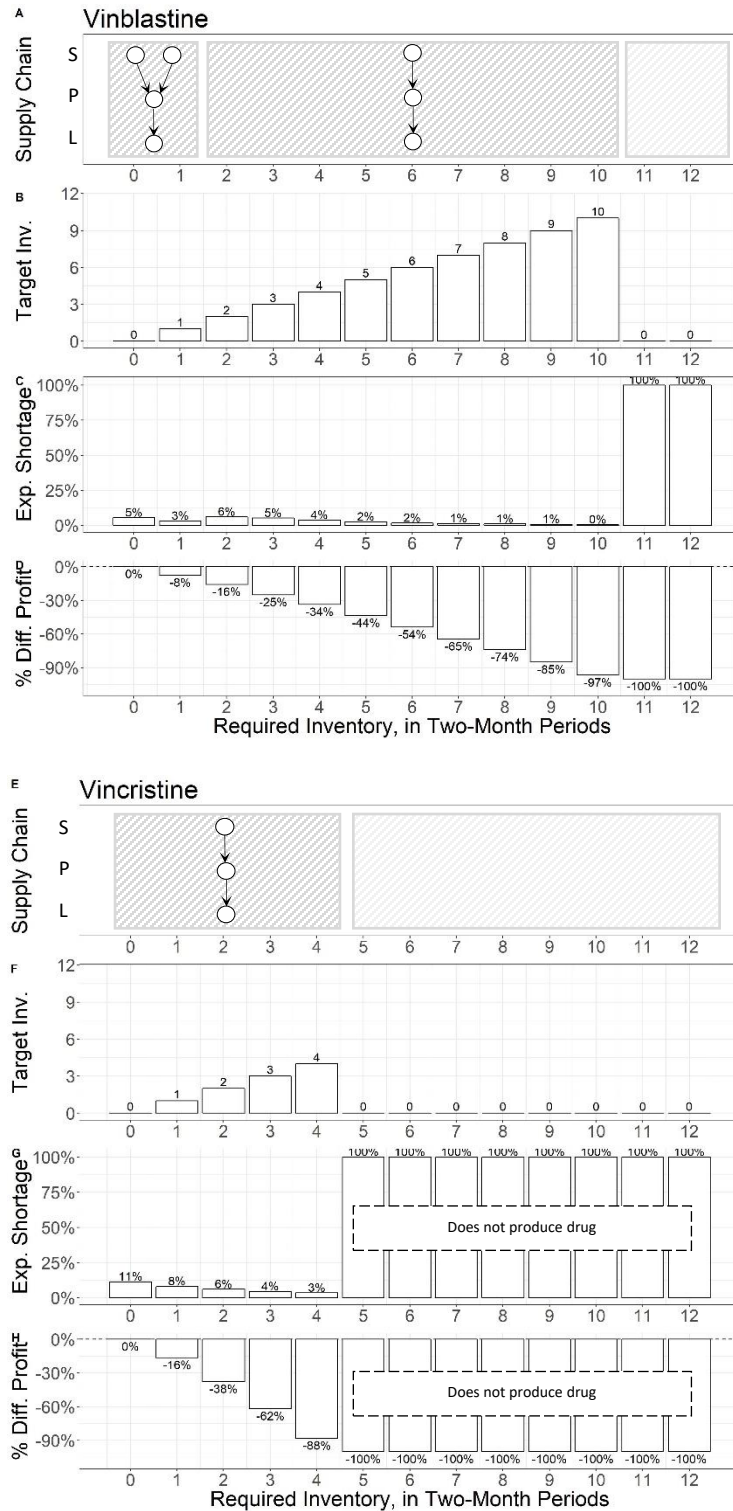 A
Vinblastine
Supply Chain
S
P
L
0 1 2 3 4 5 6 7 8 9 10 11 12
B
Target Inv.
12
9
6
3
0
0 1 2 3 4 5 6 7 8 9 10 0 0
0 1 2 3 4 5 6 7 8 9 10 11 12
C
Exp. Shortage
100%
75%
50%
25%
0%
5% 3% 6% 5% 4% 2% 2% 1% 1% 1% 0% 100% 100%
0 1 2 3 4 5 6 7 8 9 10 11 12
D
% Diff. Profit
0%
-30%
-60%
-90%
0% -8% -16% -25% -34% -44% -54% -65% -74% -85% -97% -100% -100%
0 1 2 3 4 5 6 7 8 9 10 11 12
Required Inventory, in Two-Month Periods
E
Vincristine
Supply Chain
S
P
L
0 1 2 3 4 5 6 7 8 9 10 11 12
F
Target Inv.
12
9
6
3
0
0 1 2 3 4 0 0 0 0 0 0 0 0
0 1 2 3 4 5 6 7 8 9 10 11 12
G
Exp. Shortage
100%
75%
50%
25%
0%
11% 8% 6% 4% 3% 100% 100% 100% 100% 100% 100% 100% 100%
Does not produce drug
0 1 2 3 4 5 6 7 8 9 10 11 12
% Diff. Profit
0%
-30%
-60%
-90%
0% -16% -38% -62% -88% -100% -100% -100% -100% -100% -100% -100% -100%
Does not produce drug
0 1 2 3 4 5 6 7 8 9 10 11 12
Required Inventory, in Two-Month Periods